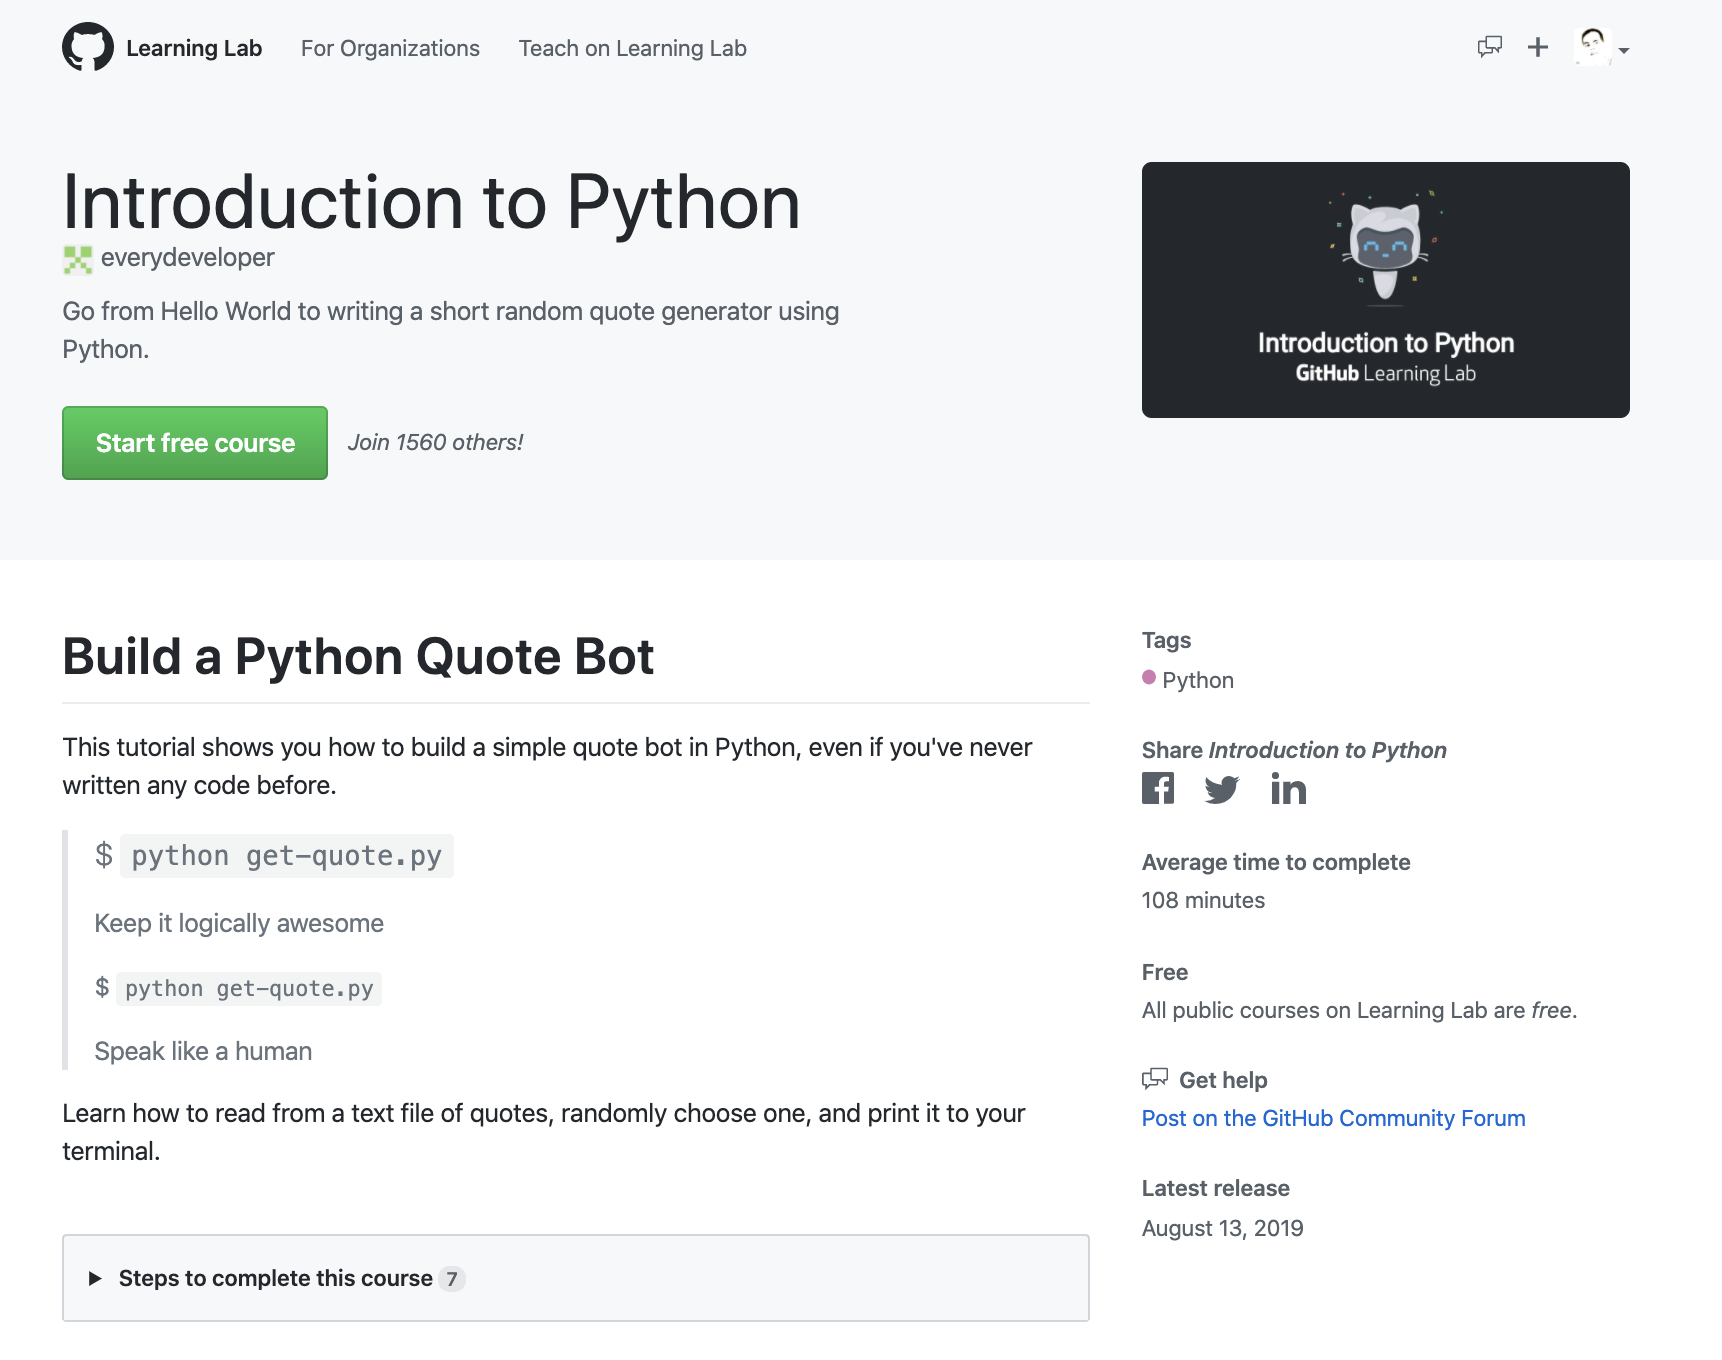 Learning Lab For Organizations Teach on Learning Lab
Introduction to Python
everydeveloper
Go from Hello World to writing a short random quote generator using
Python.
Start free course Join 1560 others!
Introduction to Python
GitHub Learning Lab
Build a Python Quote Bot
This tutorial shows you how to build a simple quote bot in Python, even if you've never
written any code before.
$ python get-quote.py
Keep it logically awesome
$ python get-quote.py
Speak like a human
Learn how to read from a text file of quotes, randomly choose one, and print it to your
terminal.
Steps to complete this course 7
Tags
Python
Share Introduction to Python
Average time to complete
108 minutes
Free
All public courses on Learning Lab are free.
Get help
Post on the GitHub Community Forum
Latest release
August 13, 2019